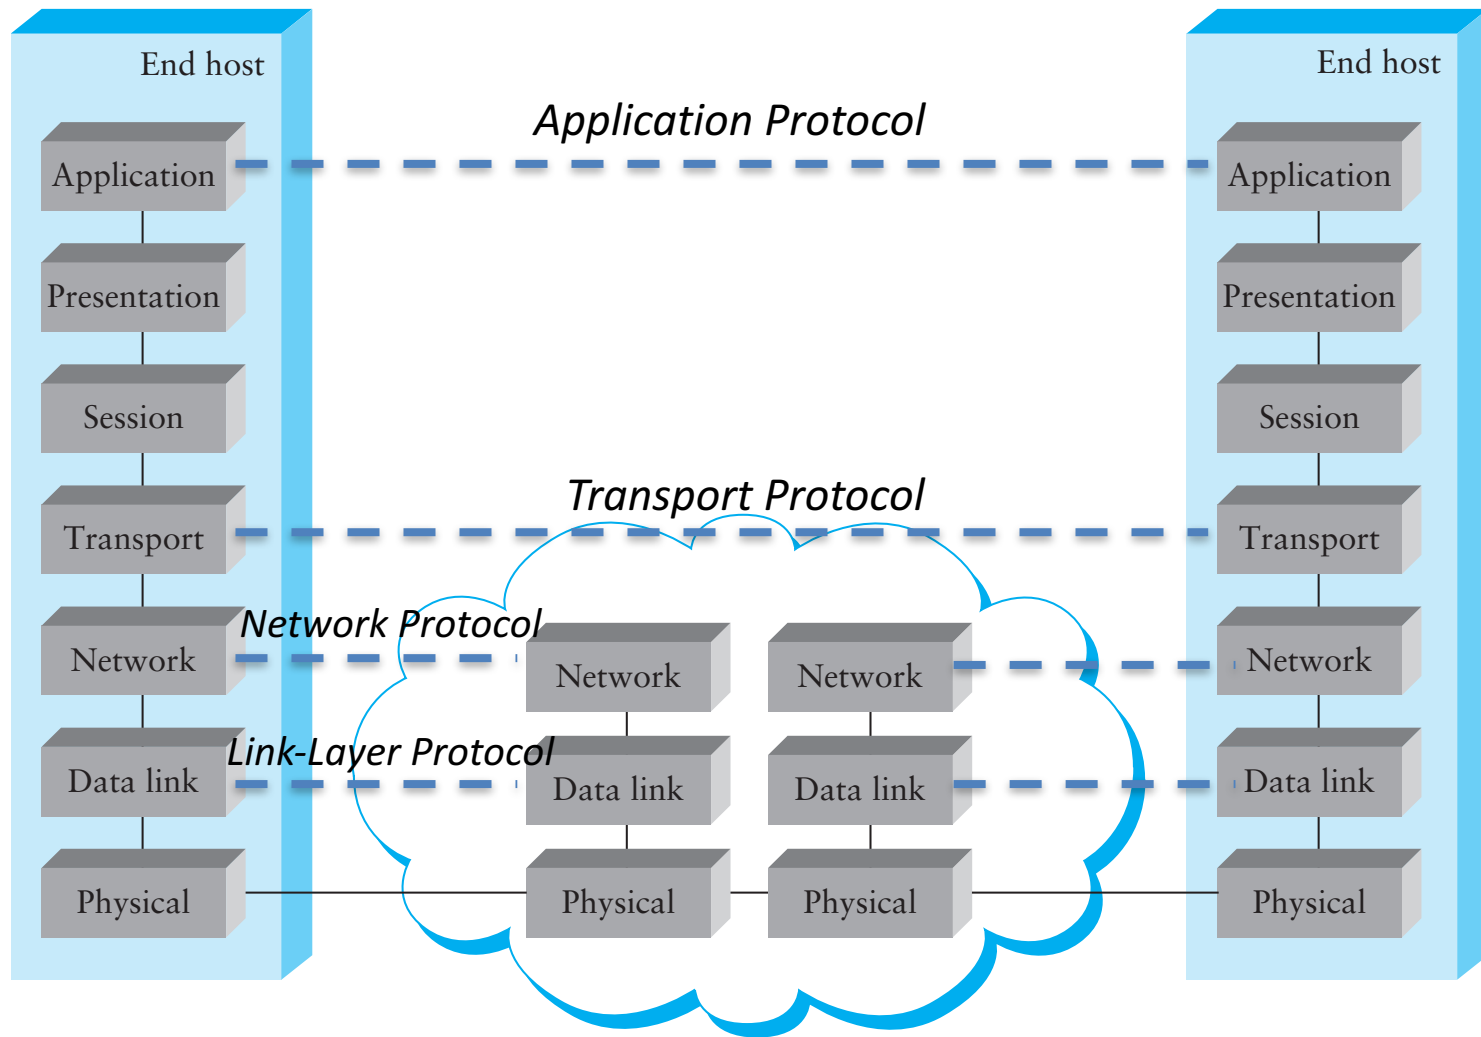 End host
End host
Application Protocol
Application
Application
Presentation
Presentation
Session
Session
Transport Protocol
Transport
Transport
Network Protocol
Network
Network
Network
Network
Link-Layer Protocol
Data link
Data link
Data link
Data link
Physical
Physical
Physical
Physical